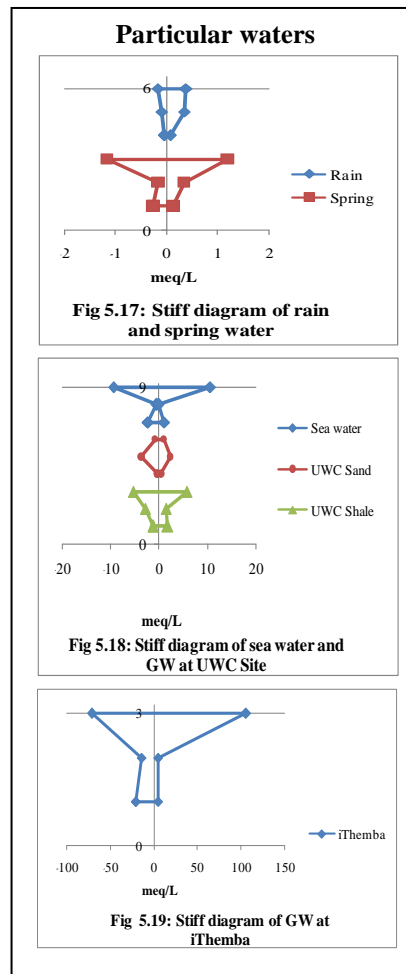 Particular waters
6
0
-2 -1 0 1 2
meq/L
Rain
Spring
Fig 5.17: Stiff diagram of rain
and spring water
9
0
-20 -10 0 10 20
meq/L
Sea water
UWC Sand
UWC Shale
Fig 5.18: Stiff diagram of sea water and
GW at UWC Site
3
0
-100 -50 0 50 100 150
meq/L
iThemba
Fig 5.19: Stiff diagram of GW at
iThemba